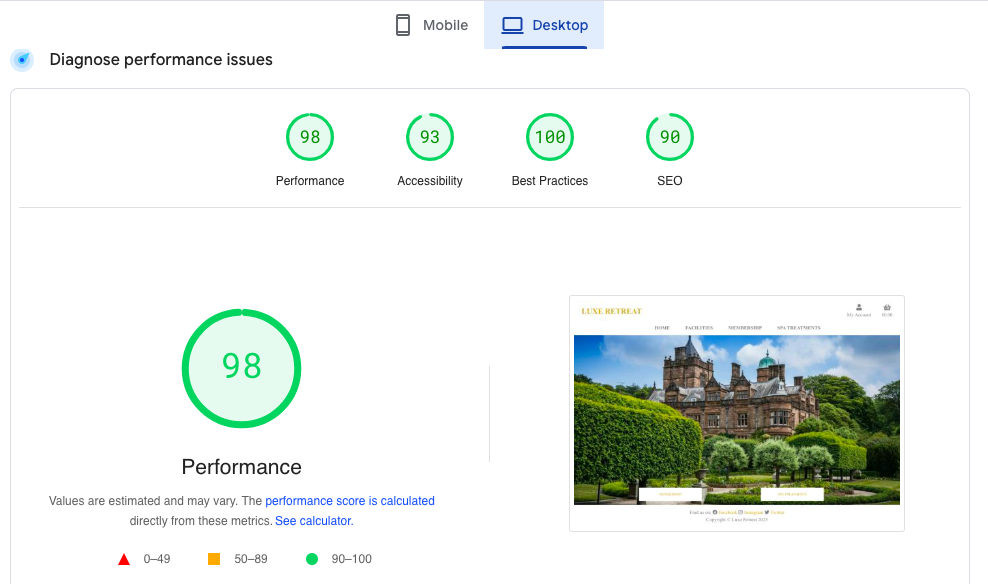 Mobile
Desktop
Diagnose performance issues
98
93
100
90
Performance
Accessibility
Best Practices
SEO
98
Performance
Values are estimated and may vary. The performance score is calculated
directly from these metrics. See calculator.
0–49
50–89
90–100
LUXE RETREAT
My Account
HOME
FACILITIES
MEMBERSHIP
SPA TREATMENTS
Find us on: Facebook Instagram Twitter
Copyright © Luxe Retreat 2023